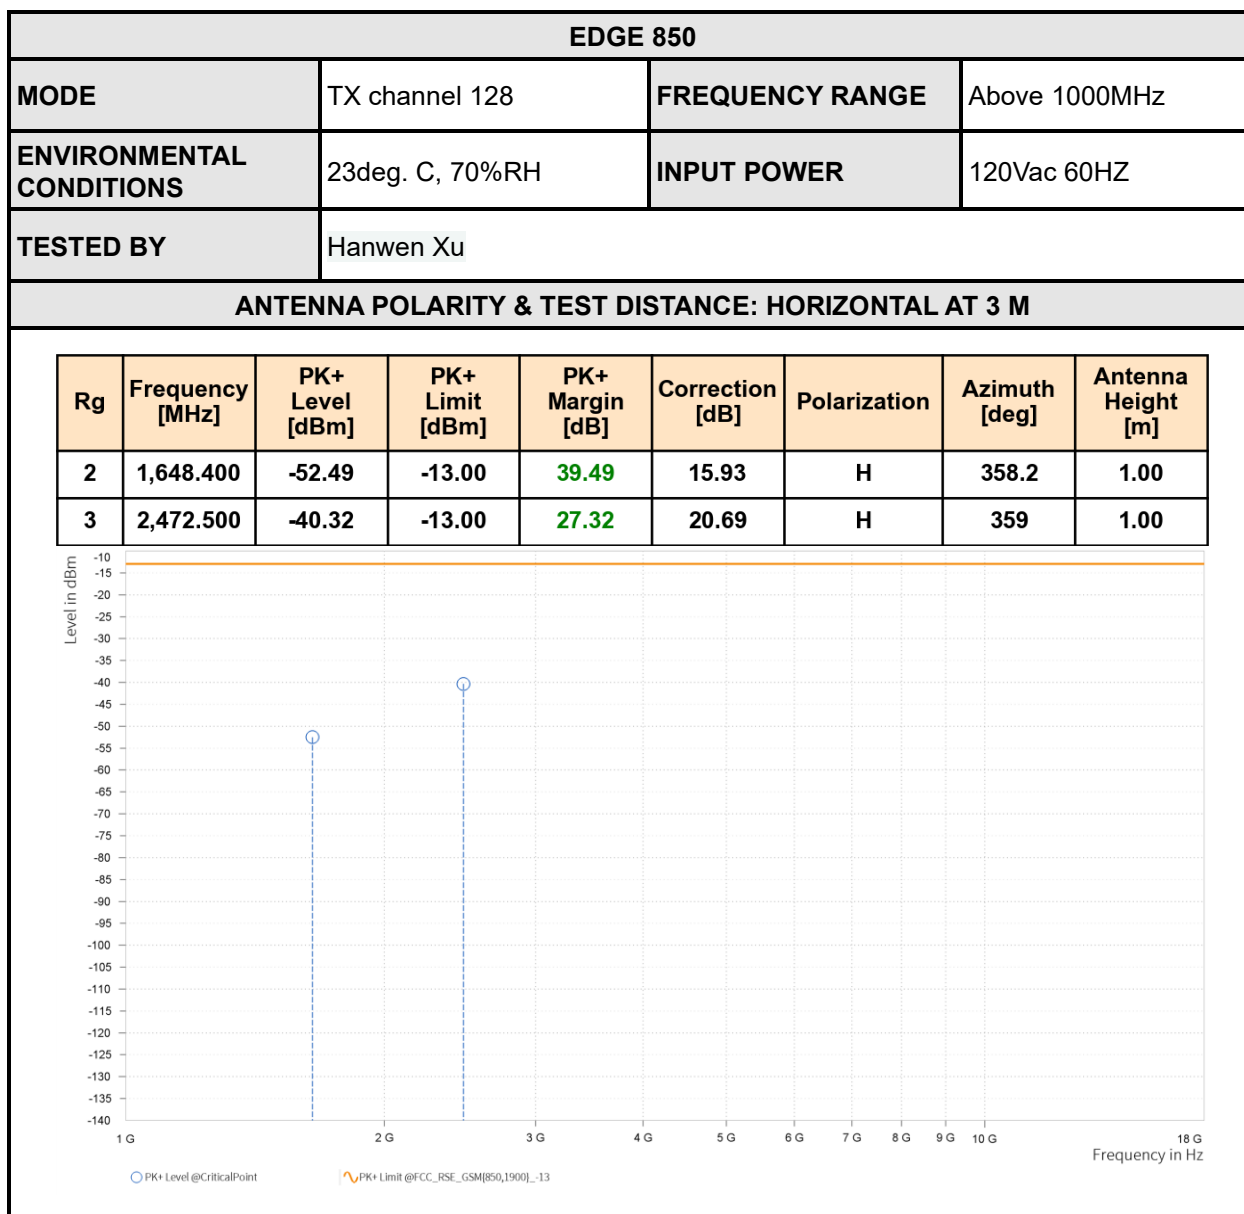 EDGE 850
MODE TX channel 128 FREQUENCY RANGE Above 1000MHz
ENVIRONMENTAL CONDITIONS 23deg. C, 70%RH INPUT POWER 120Vac 60HZ
TESTED BY Hanwen Xu
ANTENNA POLARITY & TEST DISTANCE: HORIZONTAL AT 3 M
Rg Frequency [MHz] PK+ Level [dBm] PK+ Limit [dBm] PK+ Margin [dB] Correction [dB] Polarization Azimuth [deg] Antenna Height [m]
2 1,648.400 -52.49 -13.00 39.49 15.93 H 358.2 1.00
3 2,472.500 -40.32 -13.00 27.32 20.69 H 359 1.00
Level in dBm
-10
-15
-20
-25
-30
-35
-40
-45
-50
-55
-60
-65
-70
-75
-80
-85
-90
-95
-100
-105
-110
-115
-120
-125
-130
-135
-140
1 G 2 G 3 G 4 G 5 G 6 G 7 G 8 G 9 G 10 G 18 G
Frequency in Hz
PK+ Level @CriticalPoint PK+ Limit @FCC_RSE_GSM(850,1900)_-13